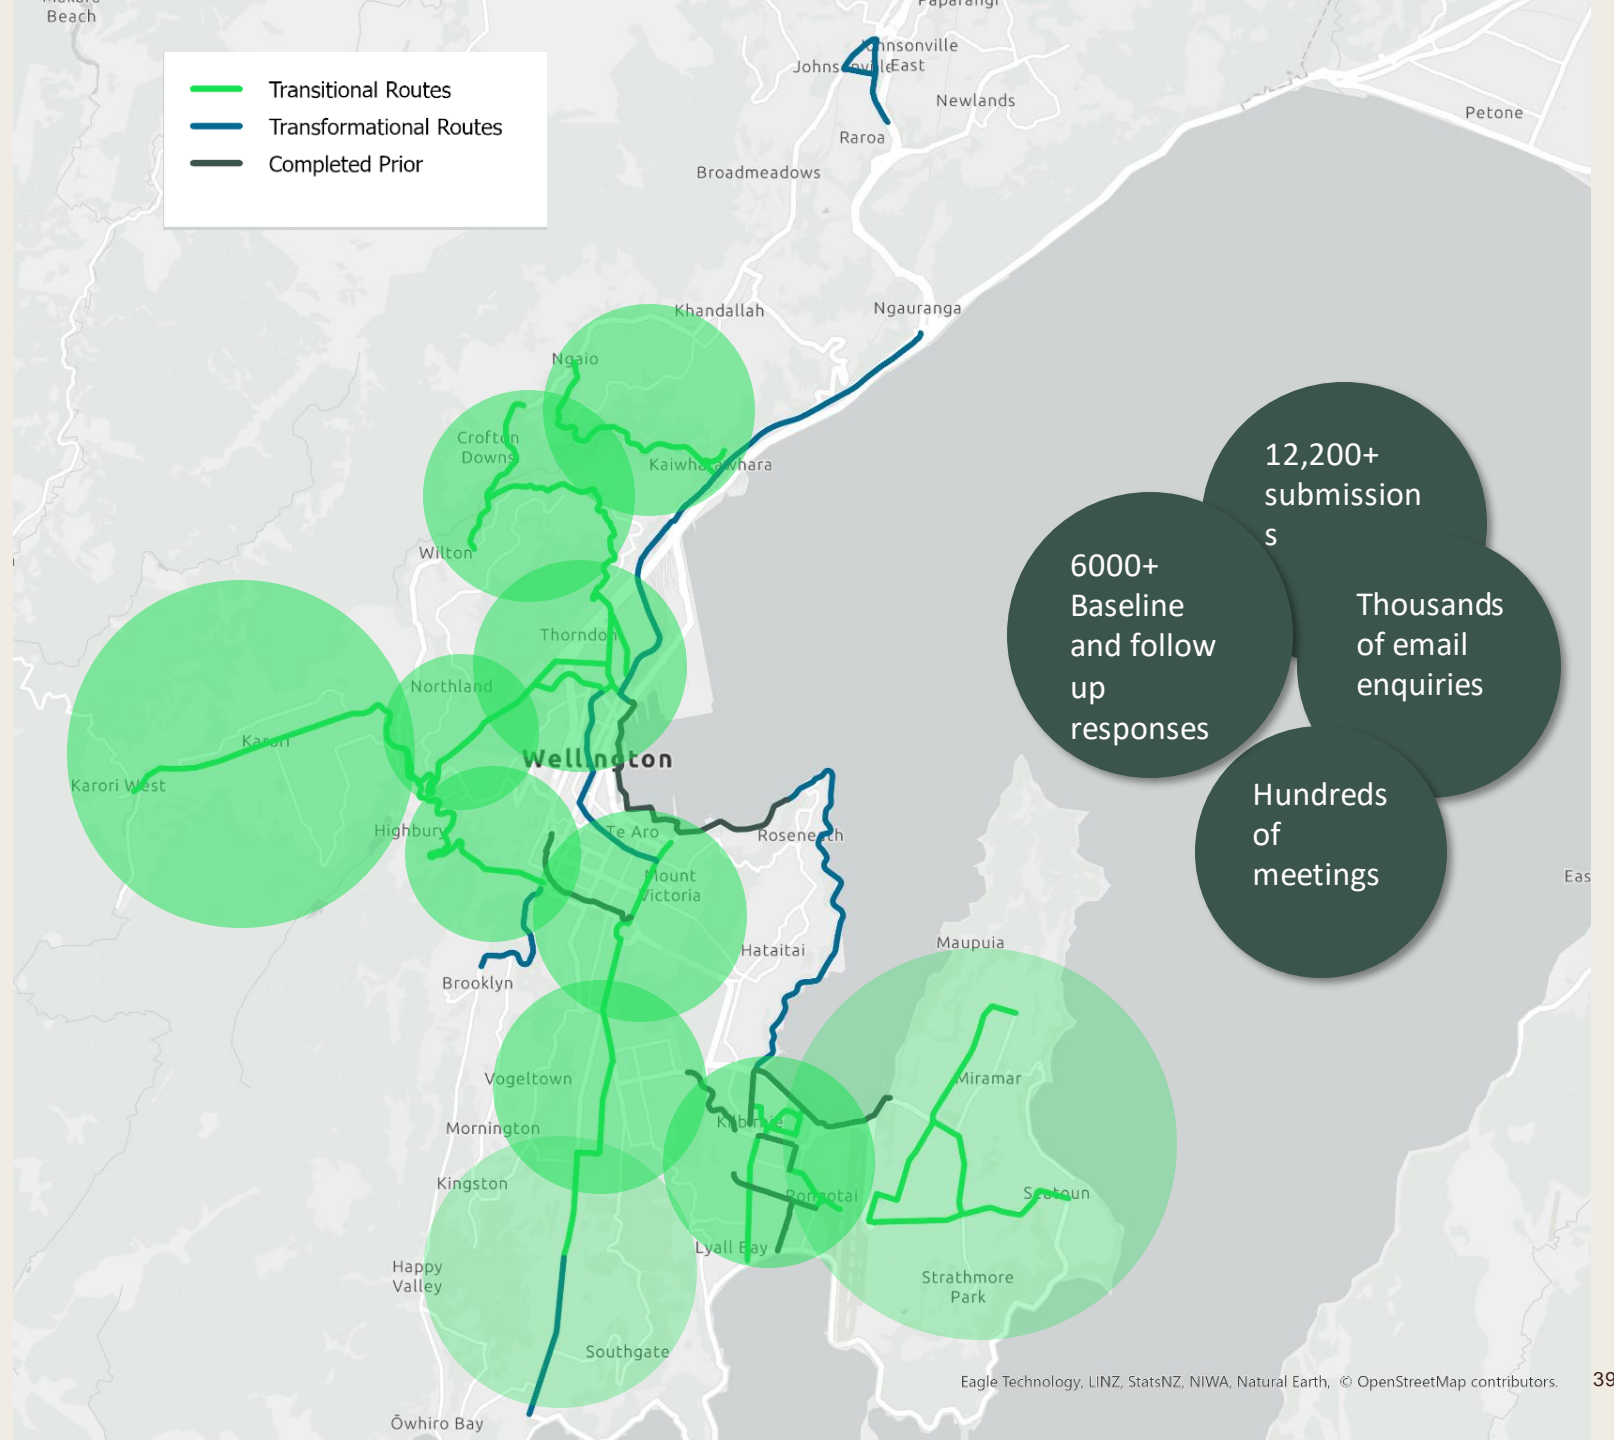 Beach
Paparangi
Johnsonville
East
Johnsonville
Newlands
Petone
Raroa
Broadmeadows
Transitional Routes
Transformational Routes
Completed Prior
Khandallah
Ngauranga
Ngaio
Crofton
Downs
Kaiwharawhara
Wilton
12,200+
submission
s
6000+
Baseline
and follow
up
responses
Thousands
of email
enquiries
Hundreds
of
meetings
Thorndon
Northland
Karori
Karori West
Wellington
Highbury
Te Aro
Roseneath
Mount
Victoria
Eas
Hataitai
Maupuia
Brooklyn
Vogeltown
Miramar
Kilbirnie
Mornington
Kingston
Rongotai
Seatoun
Lyall Bay
Happy
Valley
Strathmore
Park
Southgate
Ōwhiro Bay
Eagle Technology, LINZ, StatsNZ, NIWA, Natural Earth, © OpenStreetMap contributors.
39